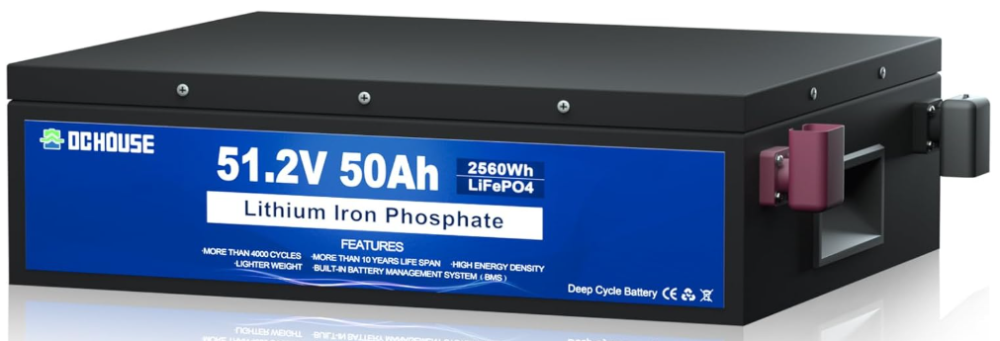 DCHOUSE
51.2V 50Ah
2560Wh
LiFePO4
Lithium Iron Phosphate
FEATURES
·MORE THAN 4000 CYCLES ·MORE THAN 10 YEARS LIFE SPAN ·HIGH ENERGY DENSITY
·LIGHTER WEIGHT ·BUILT-IN BATTERY MANAGEMENT SYSTEM ( BMS )
Deep Cycle Battery CE